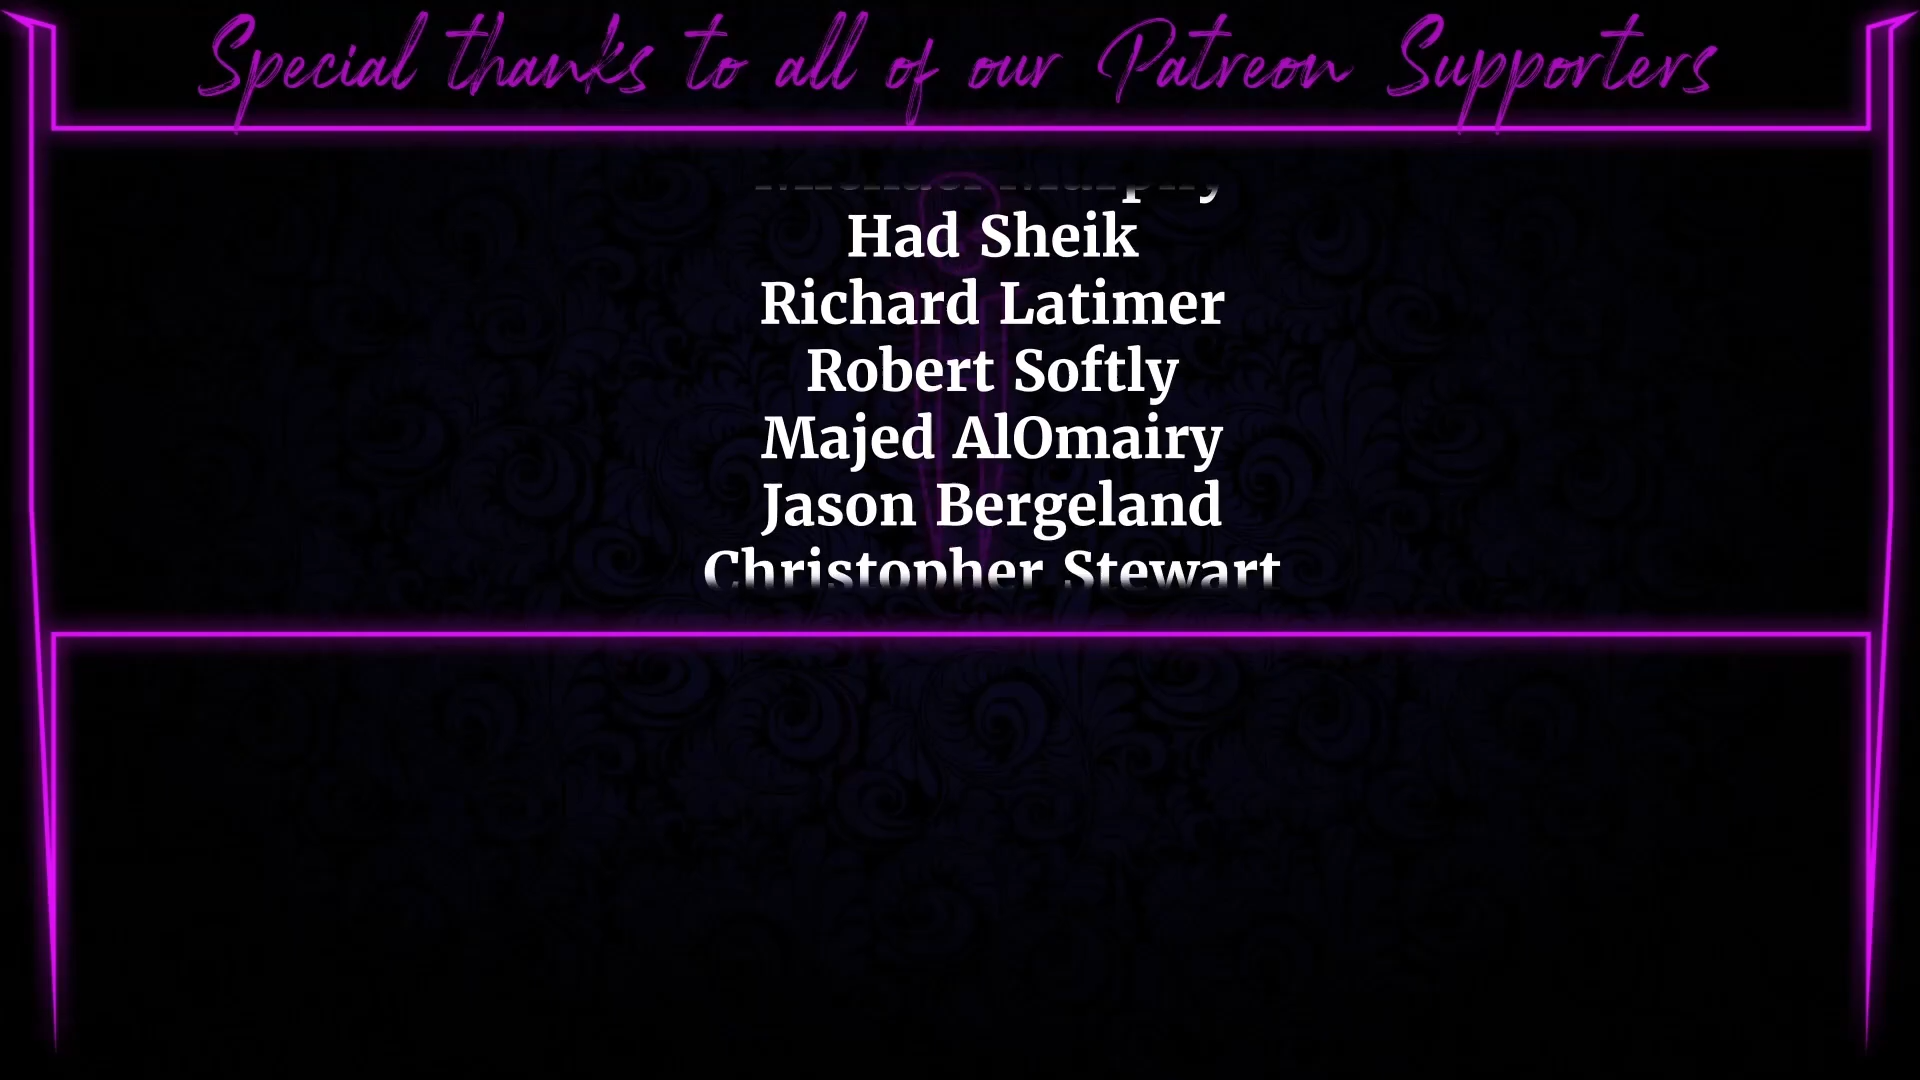 Special thanks to all of our Patreon Supporters
Had Sheik
Richard Latimer
Robert Softly
Majed AlOmairy
Jason Bergeland
Christopher Stewart